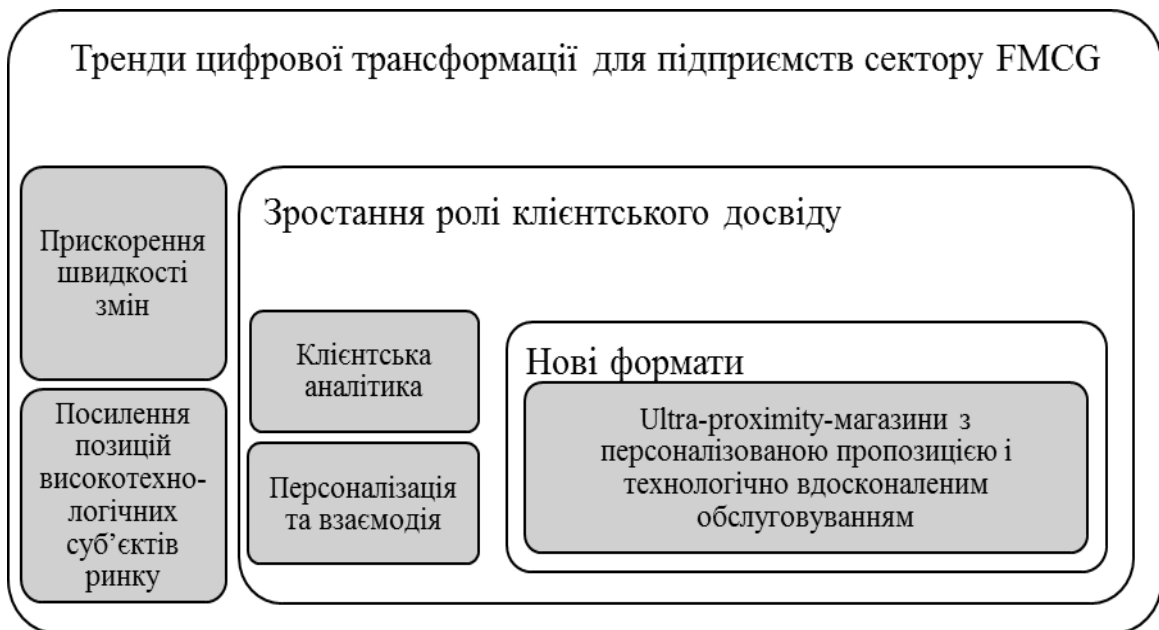 Тренди цифрової трансформації для підприємств сектору FMCG
Прискорення
швидкості
змін
Посилення
позицій
високотехно-
логічних
суб’єктів
ринку
Зростання ролі клієнтського досвіду
Клієнтська
аналітика
Персоналізація
та взаємодія
Нові формати
Ultra-proximity-магазини з
персоналізованою пропозицією і
технологічно вдосконаленим
обслуговуванням